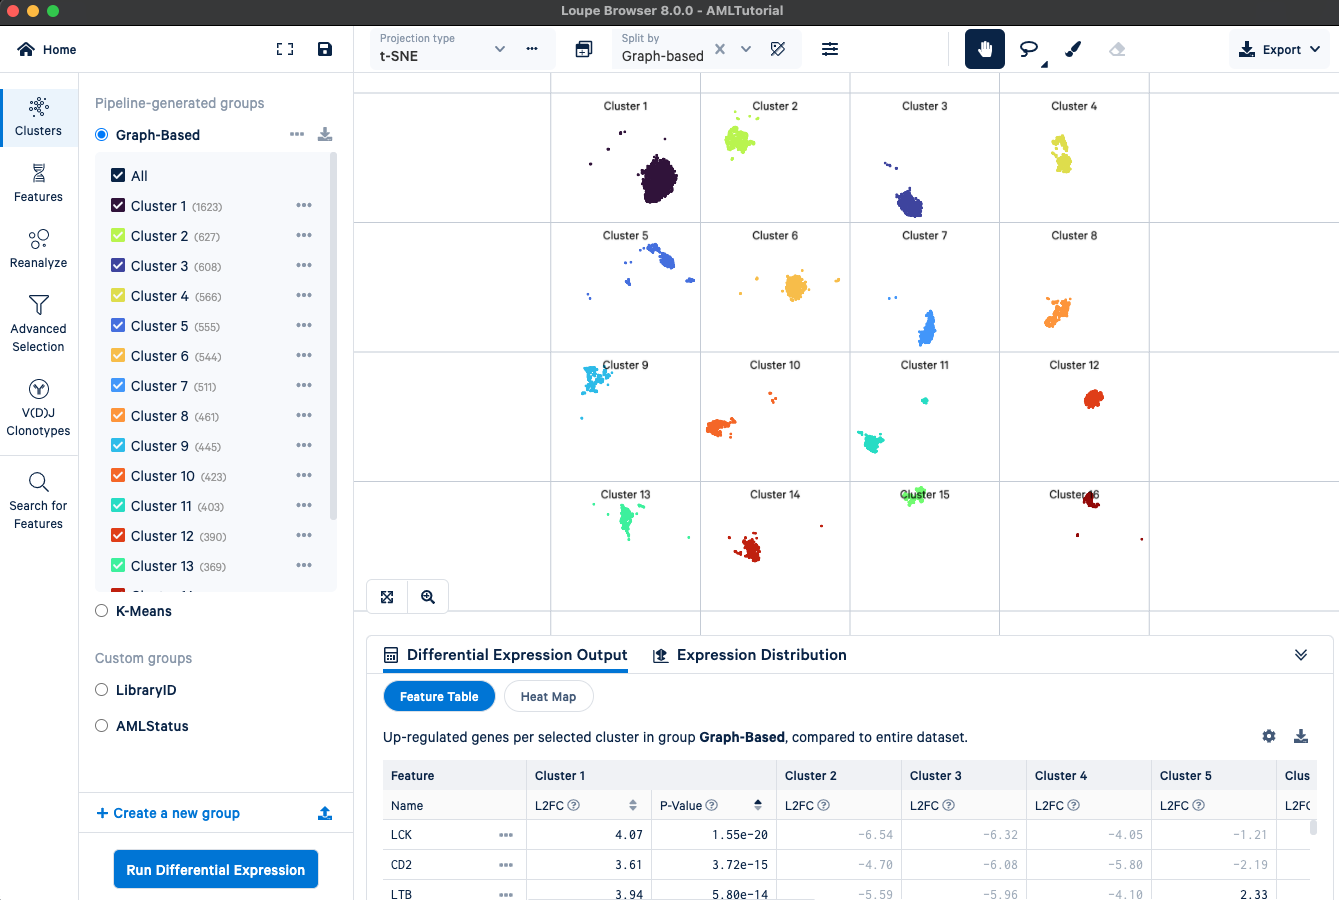 Loupe Browser 8.0.0 - AMLTutorial
Home
Projection type
t-SNE
Split by
Graph-based
Export
Clusters
Features
Reanalyze
Advanced
Selection
V(D)J
Clonotypes
Search for
Features
Pipeline-generated groups
Graph-Based
All
Cluster 1 (1623)
Cluster 2 (627)
Cluster 3 (608)
Cluster 4 (566)
Cluster 5 (555)
Cluster 6 (544)
Cluster 7 (511)
Cluster 8 (461)
Cluster 9 (445)
Cluster 10 (423)
Cluster 11 (403)
Cluster 12 (390)
Cluster 13 (369)
K-Means
Custom groups
LibraryID
AMLStatus
+ Create a new group
Run Differential Expression
Cluster 1 Cluster 2 Cluster 3 Cluster 4
Cluster 5 Cluster 6 Cluster 7 Cluster 8
Cluster 9 Cluster 10 Cluster 11 Cluster 12
Cluster 13 Cluster 14 Cluster 15 Cluster 16
Differential Expression Output Expression Distribution
Feature Table Heat Map
Up-regulated genes per selected cluster in group Graph-Based, compared to entire dataset.
Feature Cluster 1 Cluster 2 Cluster 3 Cluster 4 Cluster 5 Clus
Name L2FC P-Value L2FC L2FC L2FC L2FC L2FC
LCK 4.07 1.55e-20 -6.54 -6.32 -4.05 -1.21
CD2 3.61 3.72e-15 -4.70 -6.08 -5.80 -2.19
LTB 3.94 5.80e-14 -5.59 -5.96 -4.10 2.33